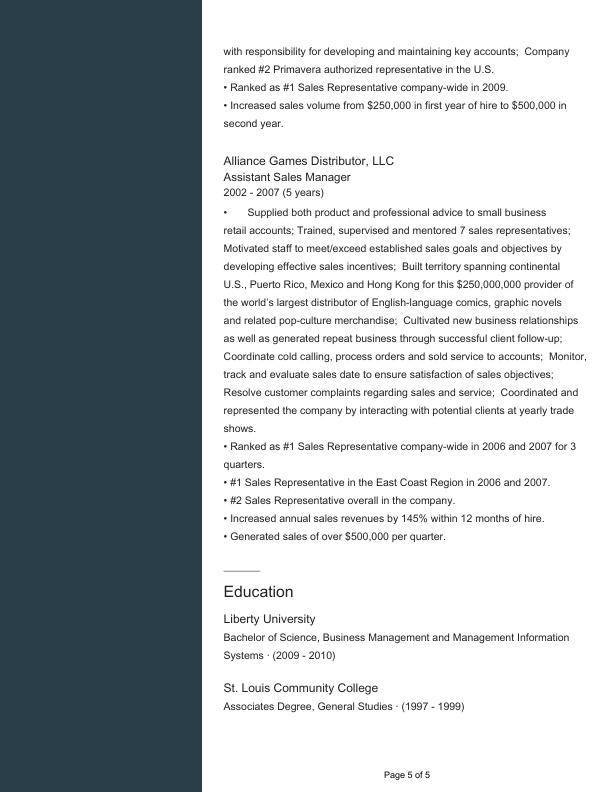 with responsibility for developing and maintaining key accounts;  Company
ranked #2 Primavera authorized representative in the U.S.
• Ranked as #1 Sales Representative company-wide in 2009.
• Increased sales volume from $250,000 in first year of hire to $500,000 in
second year.
Alliance Games Distributor, LLC
Assistant Sales Manager
2002 - 2007 (5 years)
•       Supplied both product and professional advice to small business
retail accounts; Trained, supervised and mentored 7 sales representatives;
Motivated staff to meet/exceed established sales goals and objectives by
developing effective sales incentives;  Built territory spanning continental
U.S., Puerto Rico, Mexico and Hong Kong for this $250,000,000 provider of
the world's largest distributor of English-language comics, graphic novels
and related pop-culture merchandise;  Cultivated new business relationships
as well as generated repeat business through successful client follow-up;
Coordinate cold calling, process orders and sold service to accounts;  Monitor,
track and evaluate sales date to ensure satisfaction of sales objectives;
Resolve customer complaints regarding sales and service;  Coordinated and
represented the company by interacting with potential clients at yearly trade
shows.
• Ranked as #1 Sales Representative company-wide in 2006 and 2007 for 3
quarters.
• #1 Sales Representative in the East Coast Region in 2006 and 2007.
• #2 Sales Representative overall in the company.
• Increased annual sales revenues by 145% within 12 months of hire.
• Generated sales of over $500,000 per quarter.
Education
Liberty University
Bachelor of Science, Business Management and Management Information
Systems · (2009 - 2010)
St. Louis Community College
Associates Degree, General Studies · (1997 - 1999)
Page 5 of 5